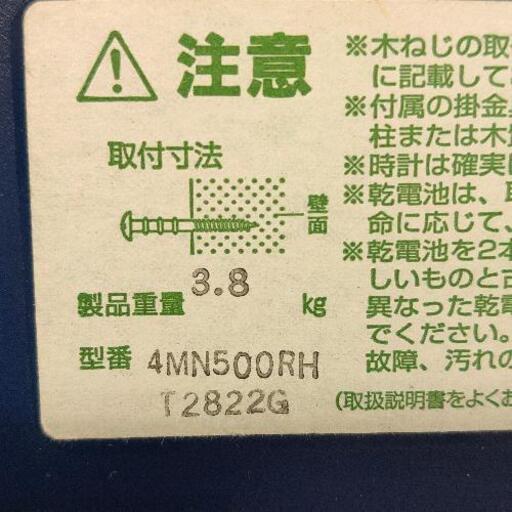 注意
取付寸法
壁面
製品重量 3.8 kg
型番 4MN500RH
T2822G
※木ねじの取
に記載して
※付属の掛金
柱または木
※時計は確実
※乾電池は、
命に応じて、
※乾電池を2本
しいものと古
異なった乾電
でください。
故障、汚れの
(取扱説明書をよくお